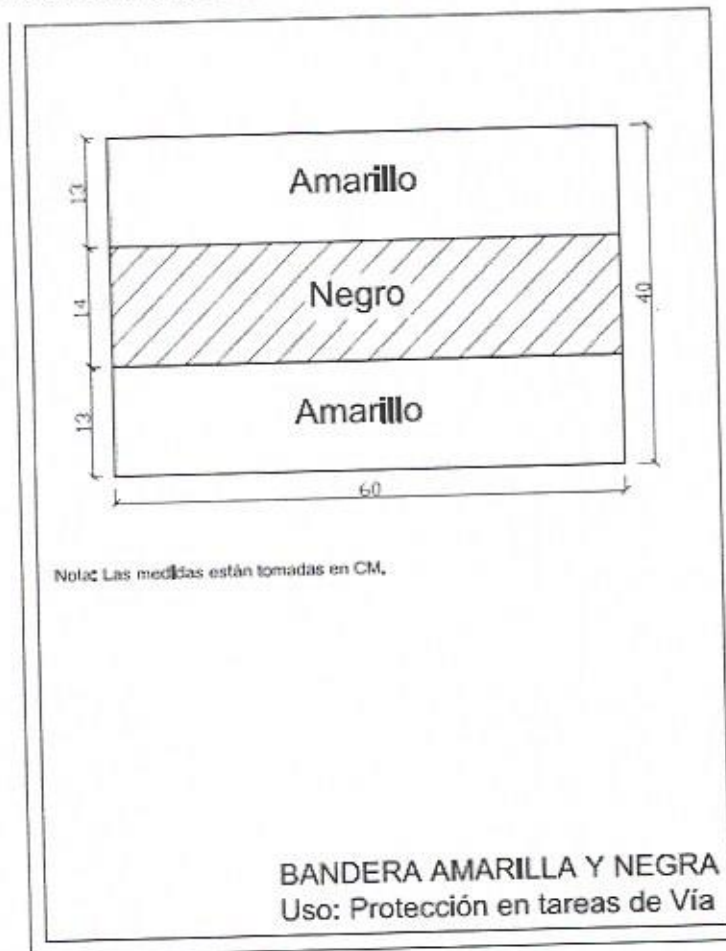 Amarillo
13
Negro
14
40
Amarillo
13
60
Nota: Las medidas están tomadas en CM.
BANDERA AMARILLA Y NEGRA
Uso: Protección en tareas de Vía